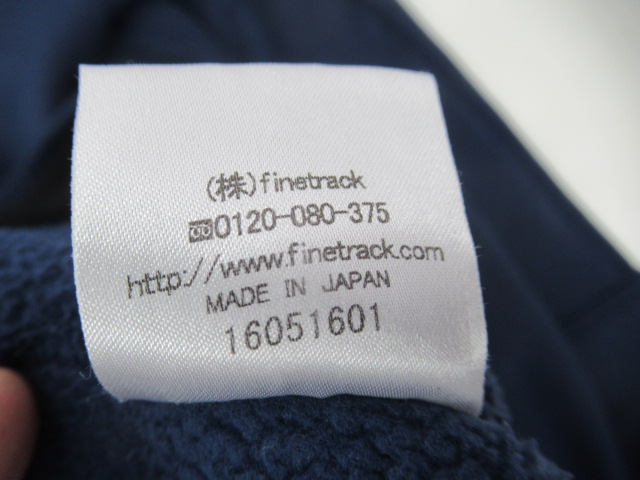 (株)finetrack
0120-080-375
http://www.finetrack.com
MADE IN JAPAN
16051601